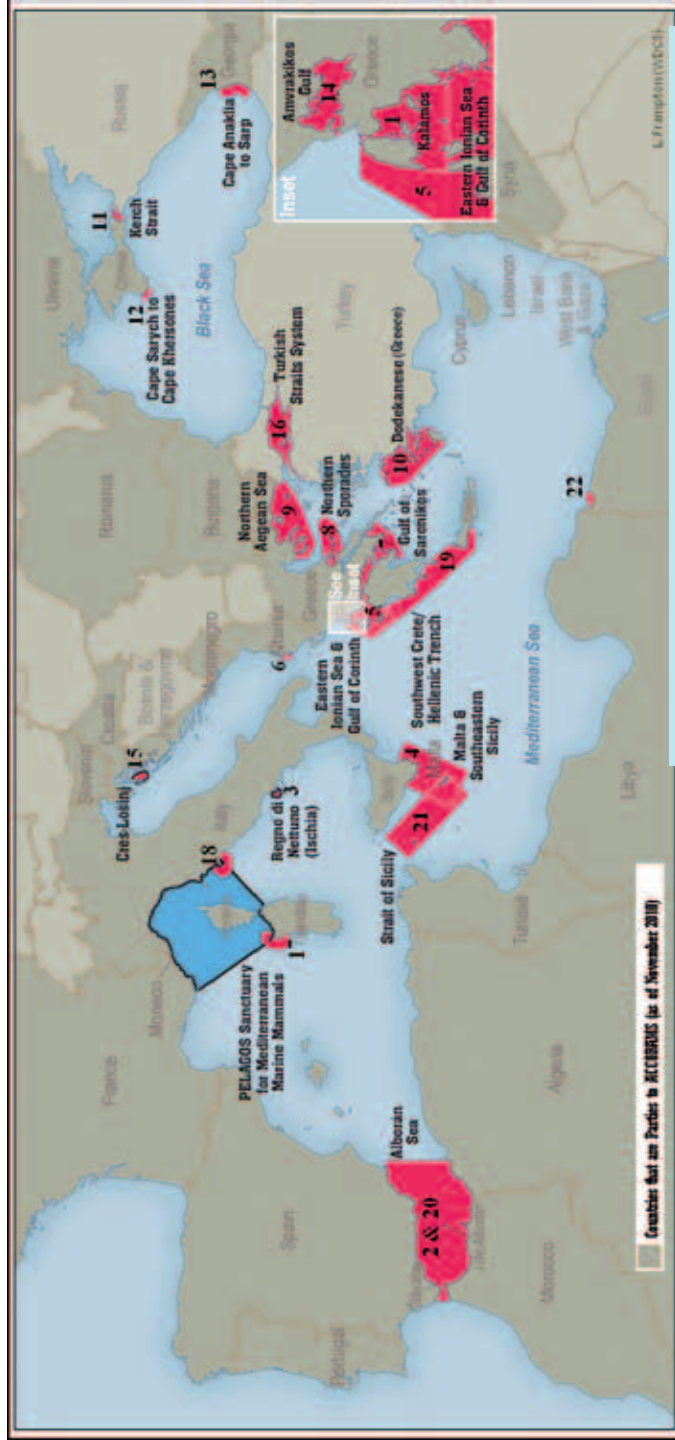 Russia
Ukraine
Georgia
13
Cape Anaklia
to Sarp
11
Kerch
Strait
Crimea
12
Cape Sarych to
Cape Khersones
Black Sea
Romania
Turkish
Straits System
16
Turkey
Northern
Aegean Sea
9
Northern
Sporades
8
Dodekanese (Greece)
10
Gulf of
Saronikos
7
Greece
See
Inset
5
19
Eastern
Ionian Sea &
Gulf of Corinth
6
Southwest Crete/
Hellenic Trench
Malta &
Southeastern
Sicily
4
Malta
21
Strait of Sicily
Mediterranean Sea
22
Cyprus
Lebanon
Israel
West Bank
& Gaza
Syria
Inset
Amvrakikos
Gulf
14
Greece
1
Kalamos
5
Eastern Ionian Sea
& Gulf of Corinth
L Frampton (WDCS)
Slovenia
Croatia
Bosnia &
Herzegovina
Montenegro
Albania
15
Cres-Losinj
Italy
18
3
Regno di
Nettuno
(Ischia)
Monaco
France
PELAGOS Sanctuary
for Mediterranean
Marine Mammals
Alboran
Sea
2 & 20
Spain
Portugal
Morocco
Algeria
Tunisia
Libya
Countries that are Parties to ACCOBAMS (as of November 2010)